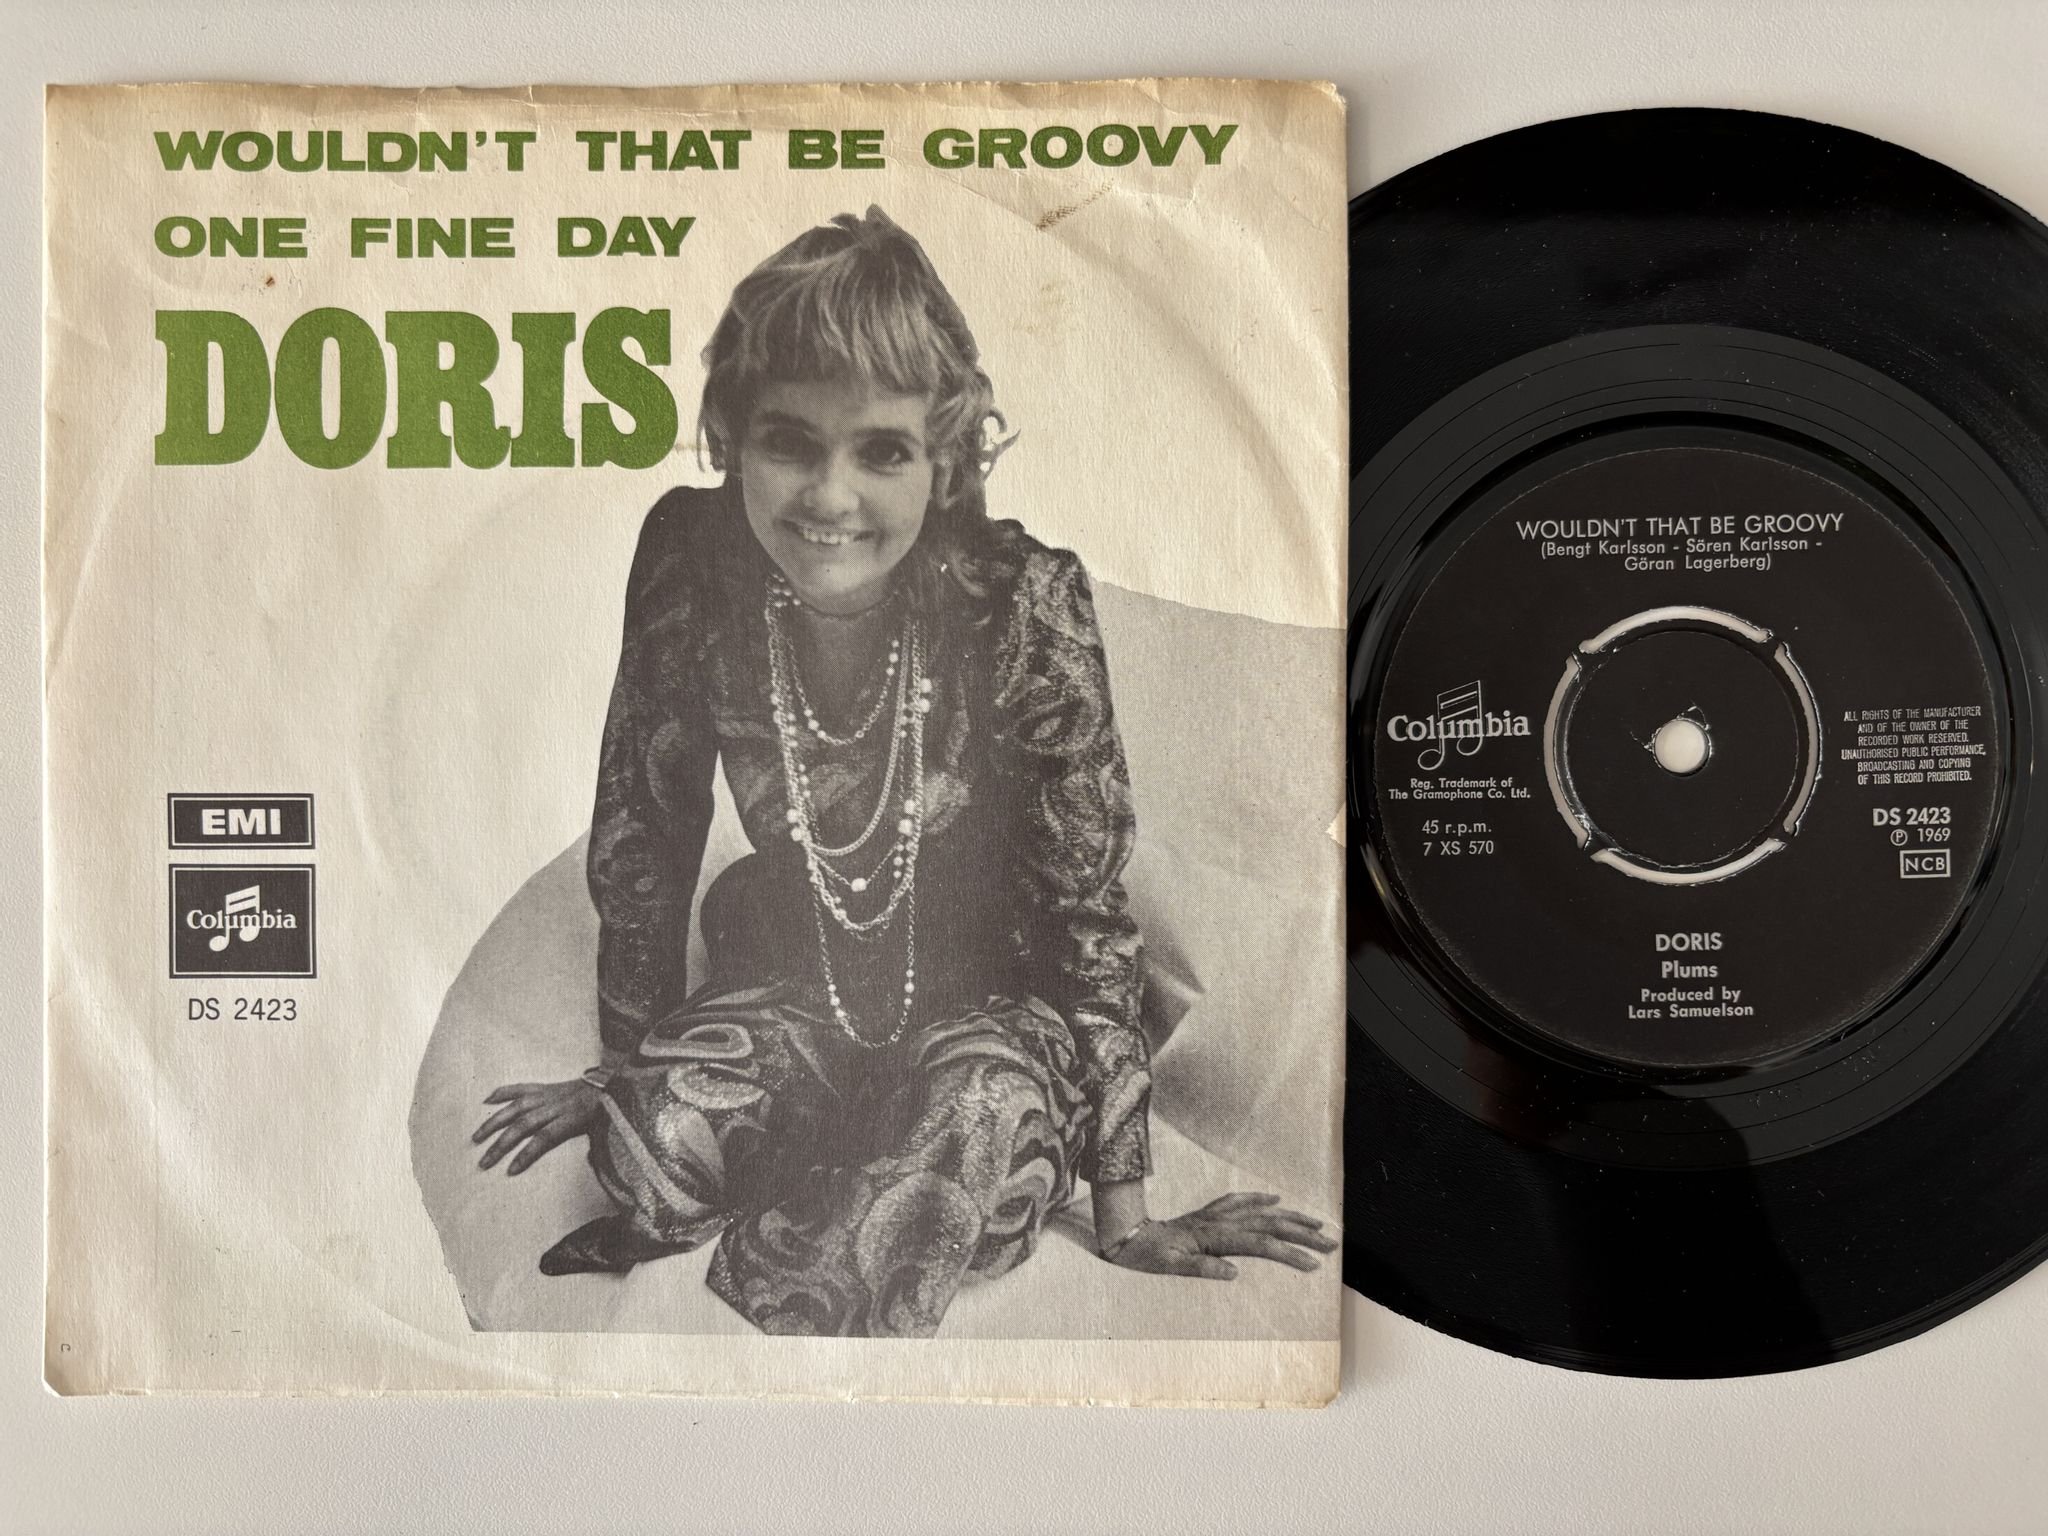 WOULDN'T THAT BE GROOVY
ONE FINE DAY
DORIS
EMI
Columbia
DS 2423
WOULDN'T THAT BE GROOVY
(Bengt Karlsson - Sören Karlsson -
Göran Lagerberg)
Columbia
Reg. Trademark of
The Gramophone Co. Ltd.
45 r.p.m.
7 XS 570
ALL RIGHTS OF THE MANUFACTURER
AND OF THE OWNER OF THE
RECORDED WORK RESERVED.
UNAUTHORISED PUBLIC PERFORMANCE,
BROADCASTING AND COPYING
OF THIS RECORD PROHIBITED.
DS 2423
Ⓟ 1969
NCB
DORIS
Plums
Produced by
Lars Samuelson